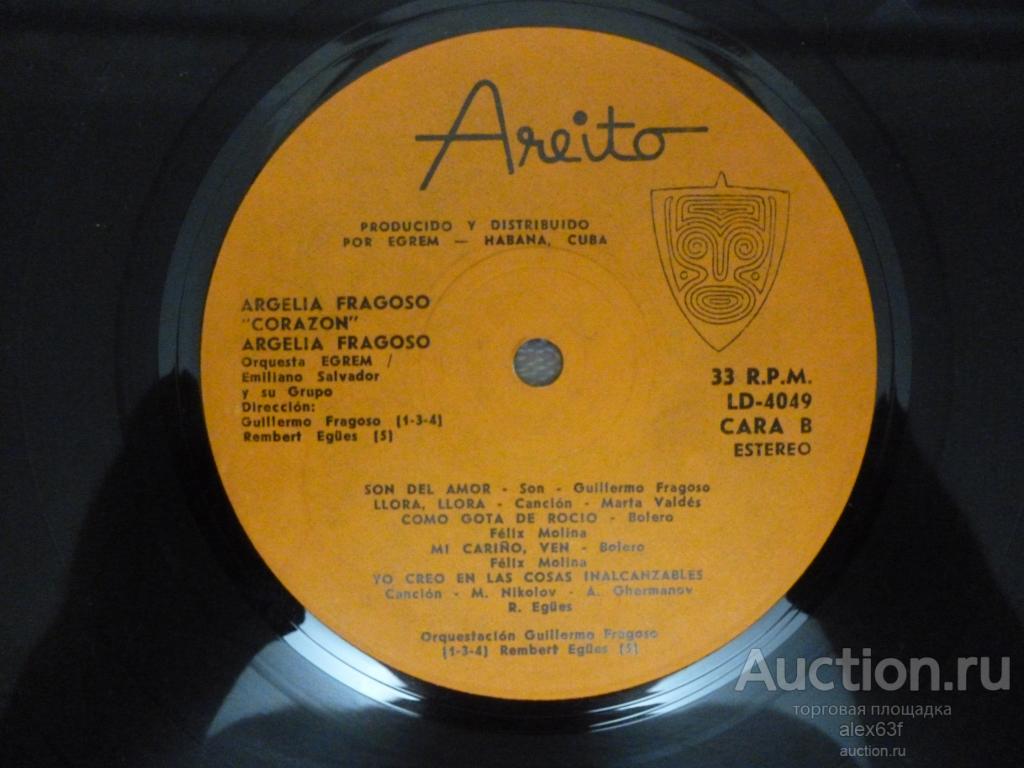 Areito
PRODUCIDO Y DISTRIBUIDO
POR EGREM — HABANA, CUBA
ARGELIA FRAGOSO
"CORAZON"
ARGELIA FRAGOSO
Orquesta EGREM /
Emiliano Salvador
y su Grupo
Dirección:
Guillermo Fragoso (1-3-4)
Rembert Egües (5)
33 R.P.M.
LD-4049
CARA B
ESTEREO
SON DEL AMOR - Son - Guillermo Fragoso
LLORA, LLORA - Canción - Marta Valdés
COMO GOTA DE ROCIO - Bolero
Félix Molina
MI CARIÑO, VEN - Bolero
Félix Molina
YO CREO EN LAS COSAS INALCANZABLES
Canción - M. Nikolov - A. Ghermanov
R. Egües
Orquestación Guillermo Fragoso
(1-3-4) Rembert Egües (5)
Auction.ru
торговая площадка
alex63f
auction.ru